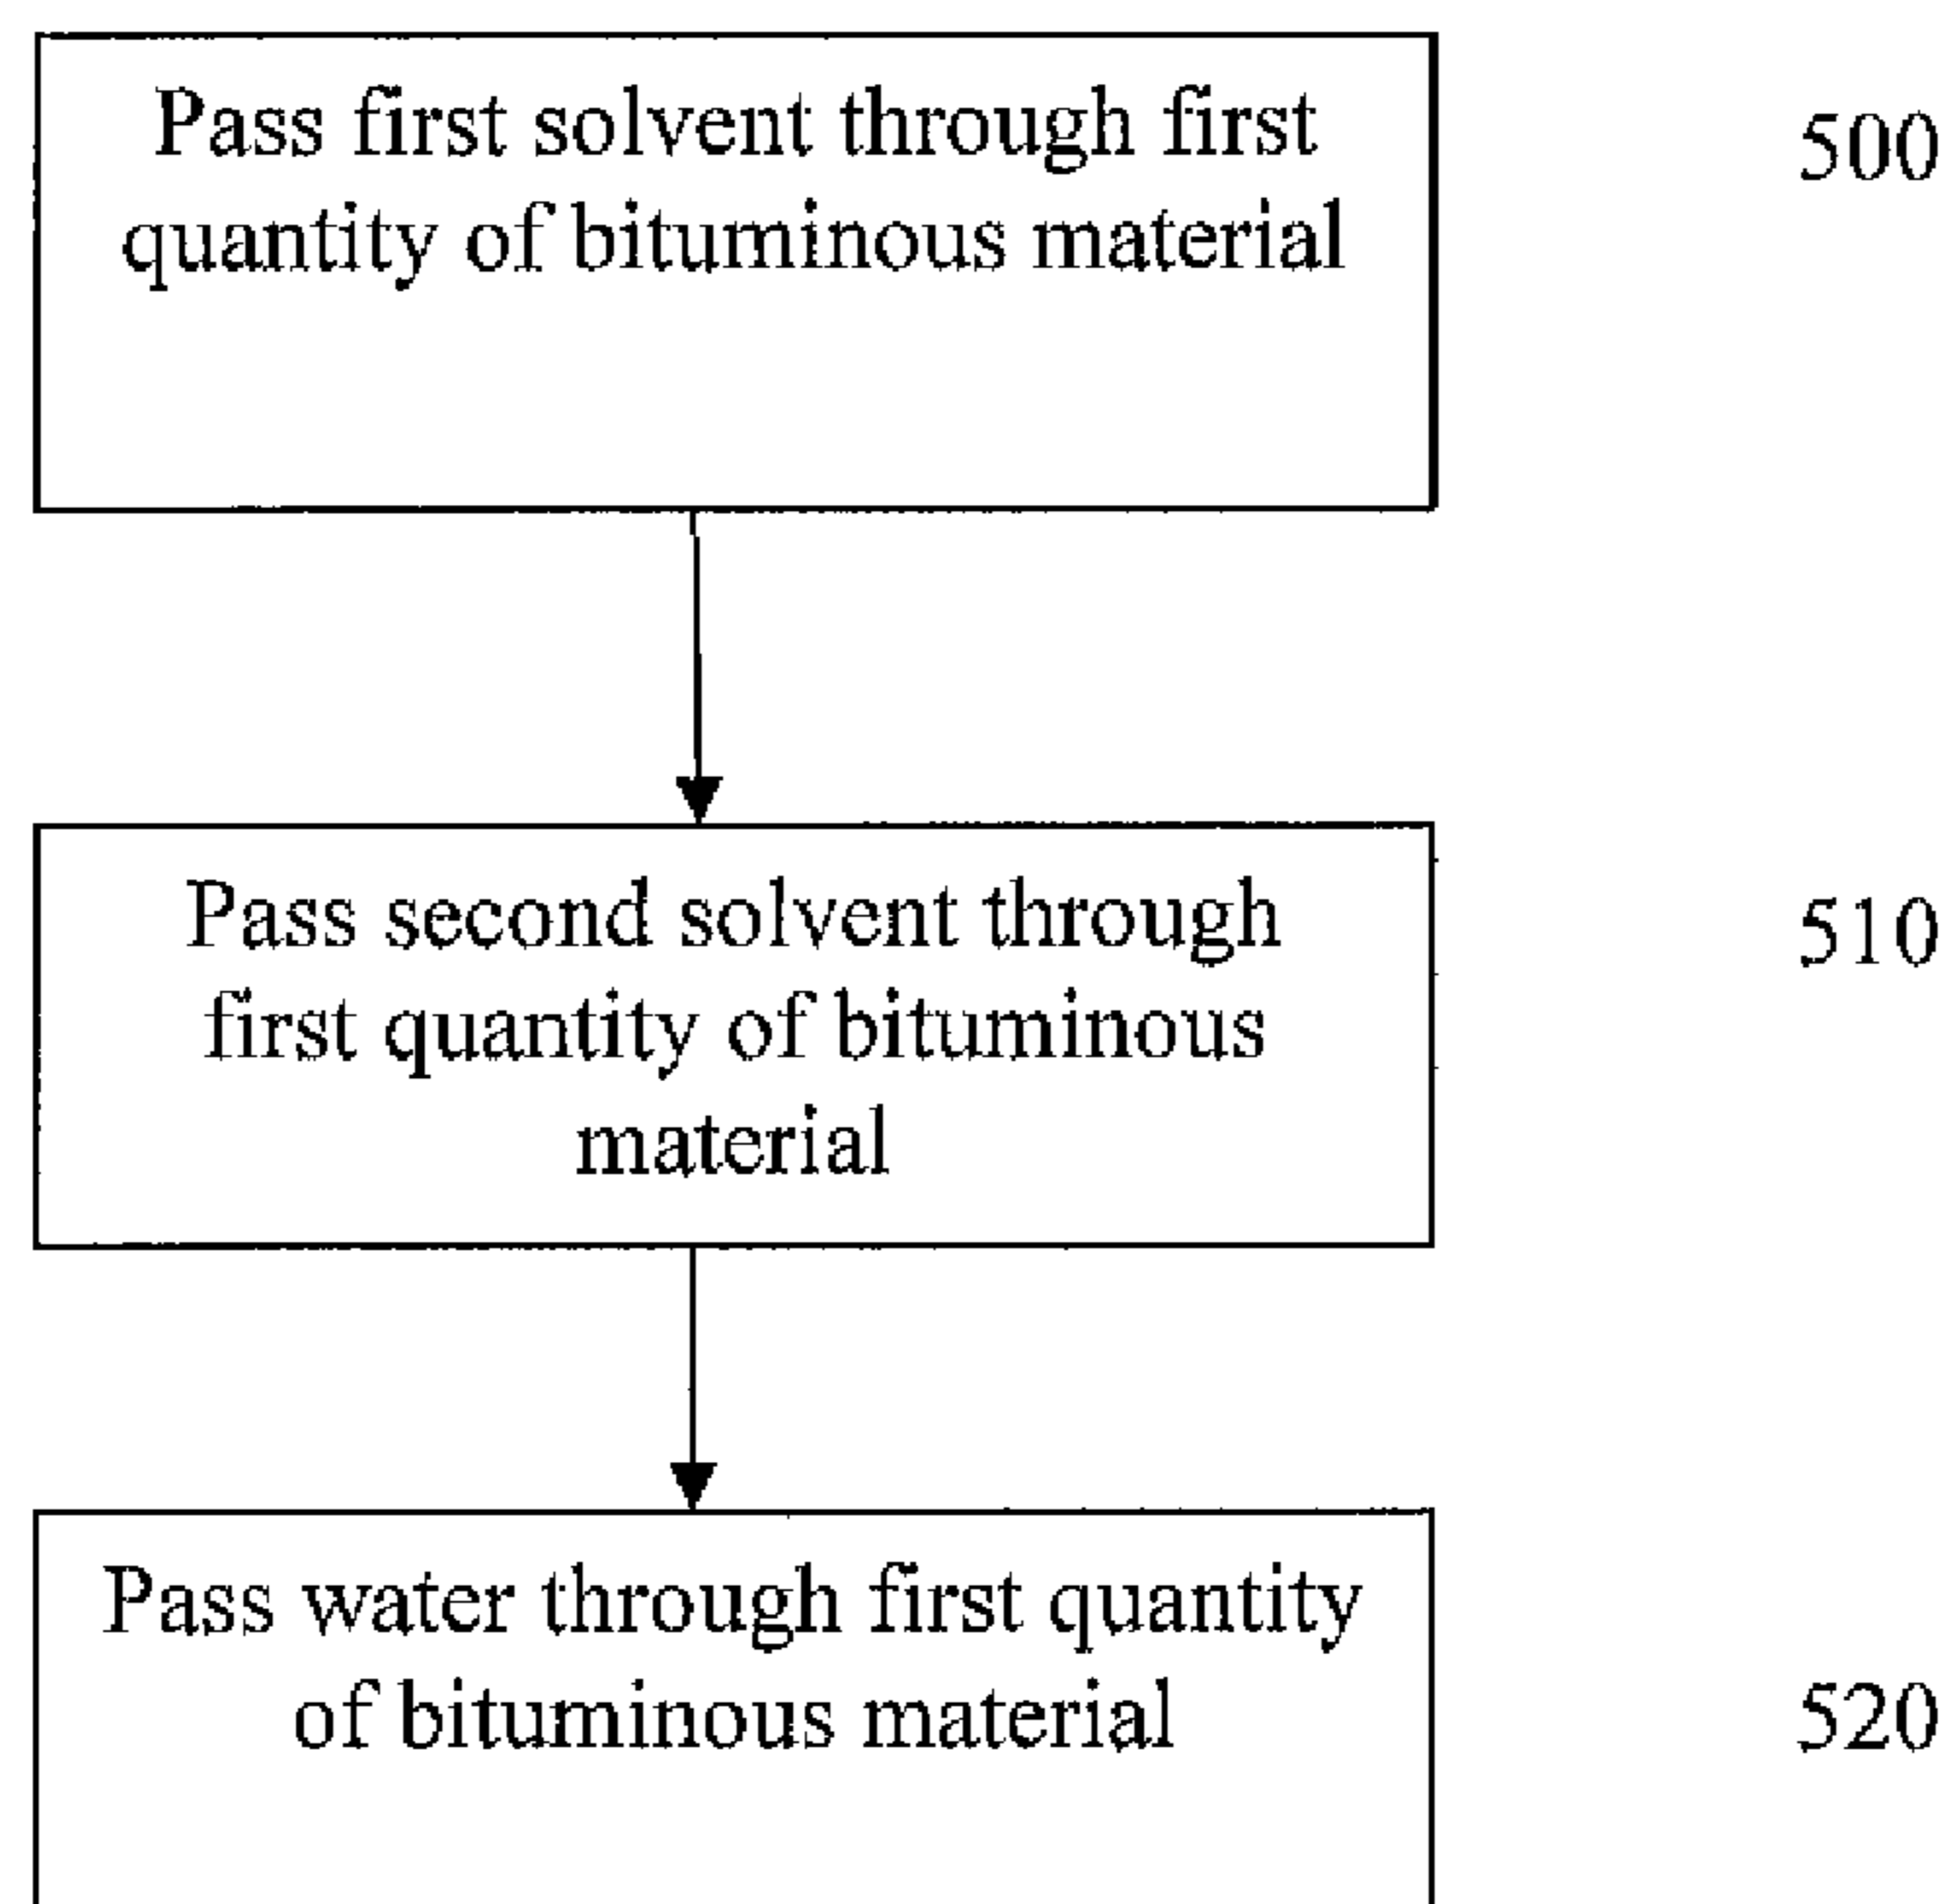 Pass first solvent through first
quantity of bituminous material
500
Pass second solvent through
first quantity of bituminous
material
510
Pass water through first quantity
of bituminous material
520